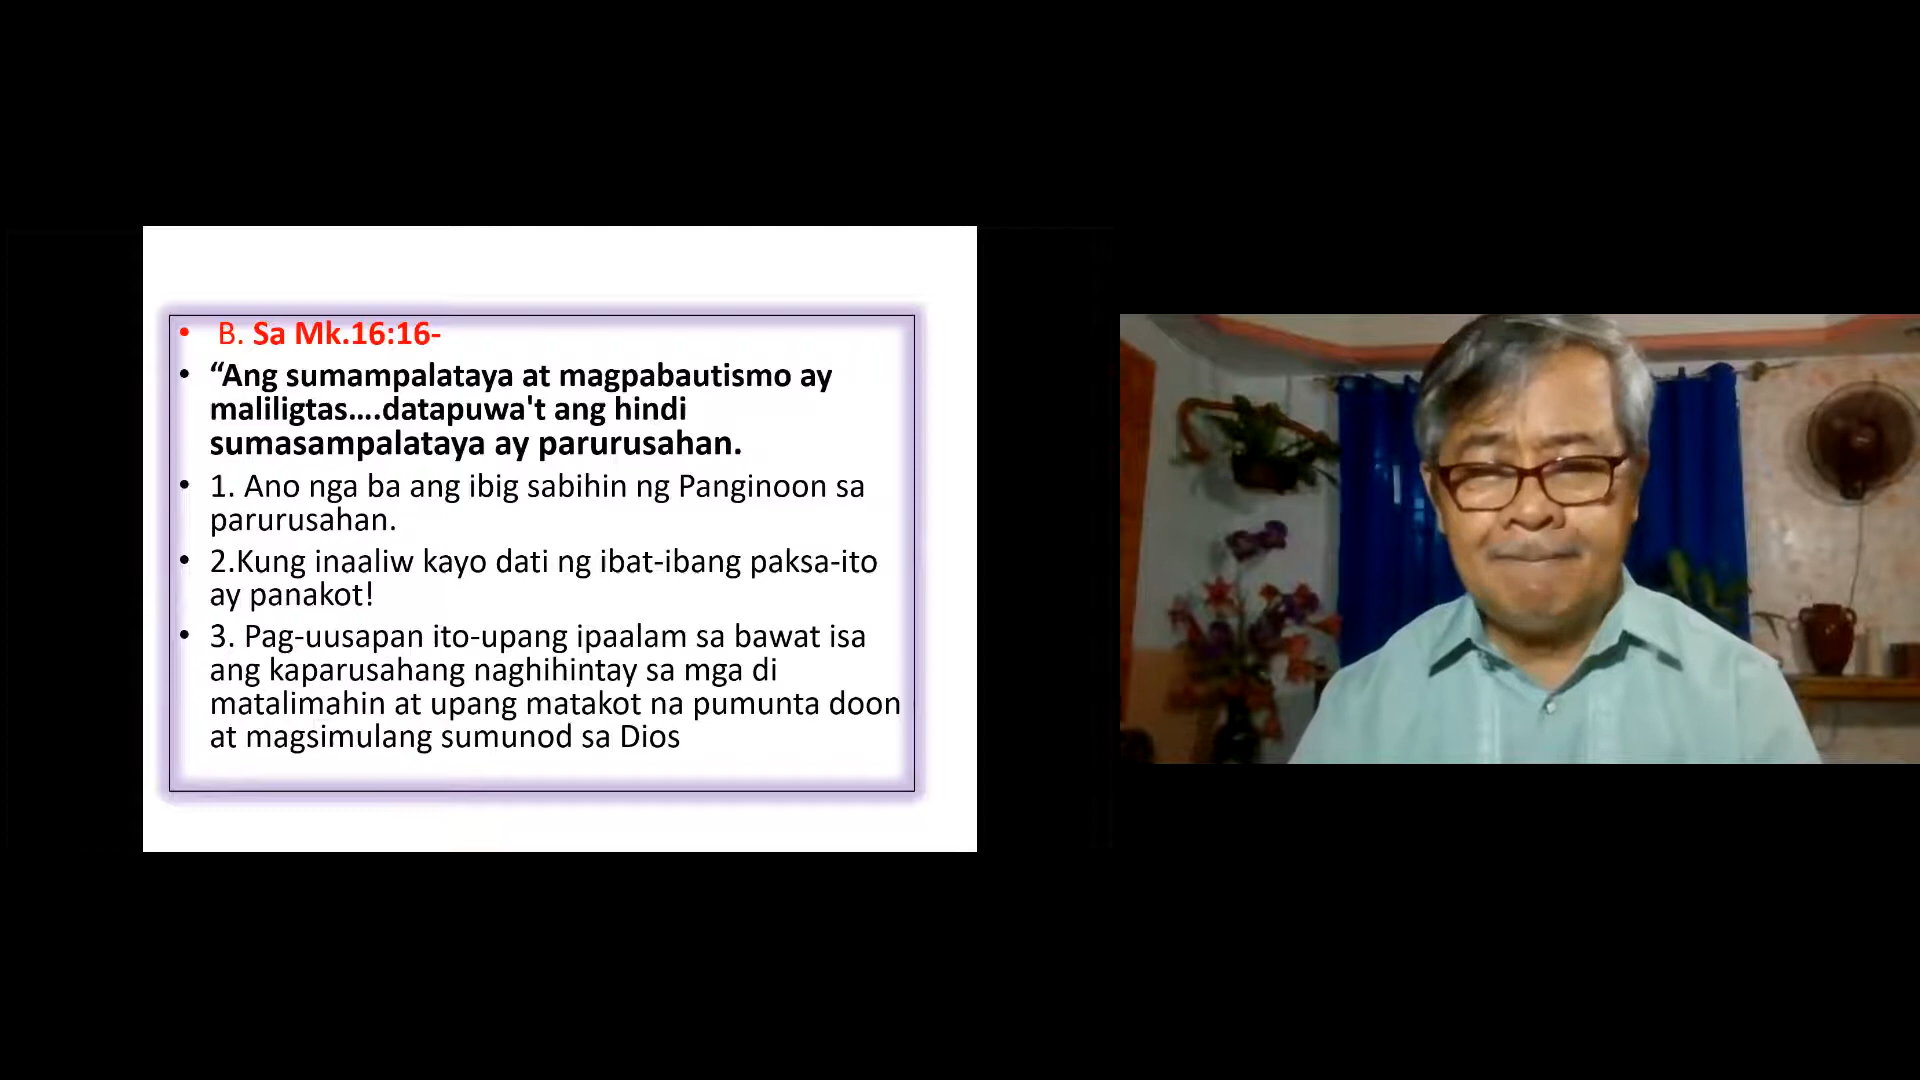 • B. Sa Mk.16:16-
• “Ang sumampalataya at magpabautismo ay
maliligtas....datapuwa't ang hindi
sumasampalataya ay parurusahan.
• 1. Ano nga ba ang ibig sabihin ng Panginoon sa
parurusahan.
• 2.Kung inaaliw kayo dati ng ibat-ibang paksa-ito
ay panakot!
• 3. Pag-uusapan ito-upang ipaalam sa bawat isa
ang kaparusahang naghihintay sa mga di
matalimahin at upang matakot na pumunta doon
at magsimulang sumunod sa Dios